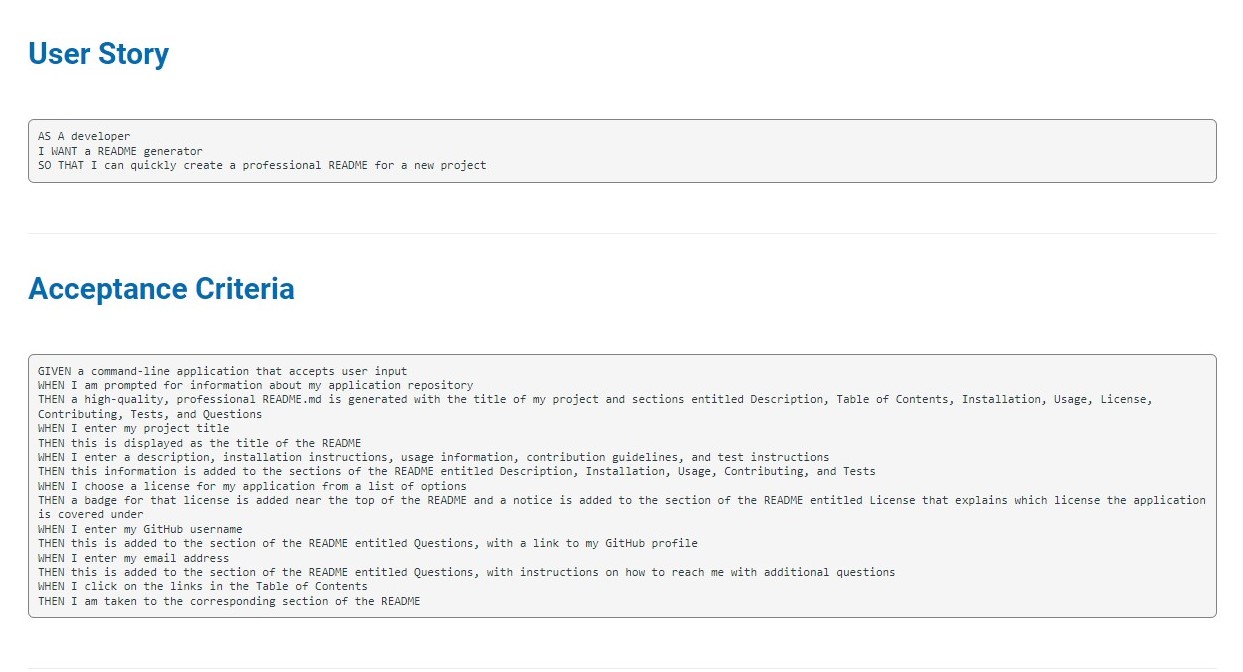 User Story
AS A developer
I WANT a README generator
SO THAT I can quickly create a professional README for a new project
Acceptance Criteria
GIVEN a command-line application that accepts user input
WHEN I am prompted for information about my application repository
THEN a high-quality, professional README.md is generated with the title of my project and sections entitled Description, Table of Contents, Installation, Usage, License,
Contributing, Tests, and Questions
WHEN I enter my project title
THEN this is displayed as the title of the README
WHEN I enter a description, installation instructions, usage information, contribution guidelines, and test instructions
THEN this information is added to the sections of the README entitled Description, Installation, Usage, Contributing, and Tests
WHEN I choose a license for my application from a list of options
THEN a badge for that license is added near the top of the README and a notice is added to the section of the README entitled License that explains which license the application
is covered under
WHEN I enter my GitHub username
THEN this is added to the section of the README entitled Questions, with a link to my GitHub profile
WHEN I enter my email address
THEN this is added to the section of the README entitled Questions, with instructions on how to reach me with additional questions
WHEN I click on the links in the Table of Contents
THEN I am taken to the corresponding section of the README